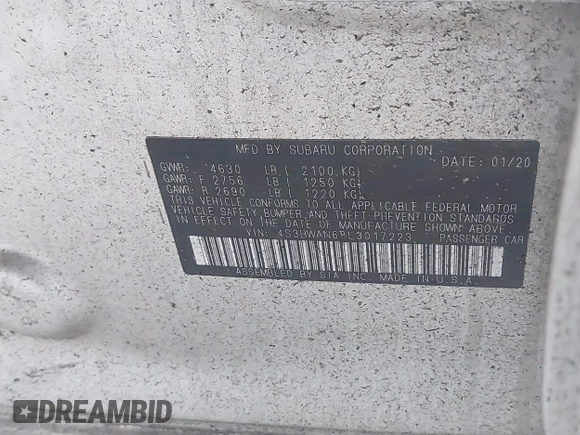 MFD BY SUBARU CORPORATION
DATE: 01/20
GVWR: 4630 LB ( 2100 KG)
GAWR: F 2756 LB ( 1250 KG)
GAWR: R 2690 LB ( 1220 KG)
THIS VEHICLE CONFORMS TO ALL APPLICABLE FEDERAL MOTOR
VEHICLE SAFETY, BUMPER, AND THEFT PREVENTION STANDARDS
IN EFFECT ON THE DATE OF MANUFACTURE SHOWN ABOVE.
VIN: 4S3BWAN6*L3017223 PASSENGER CAR
ASSEMBLED BY SIA INC. MADE IN U.S.A.
DREAMBID